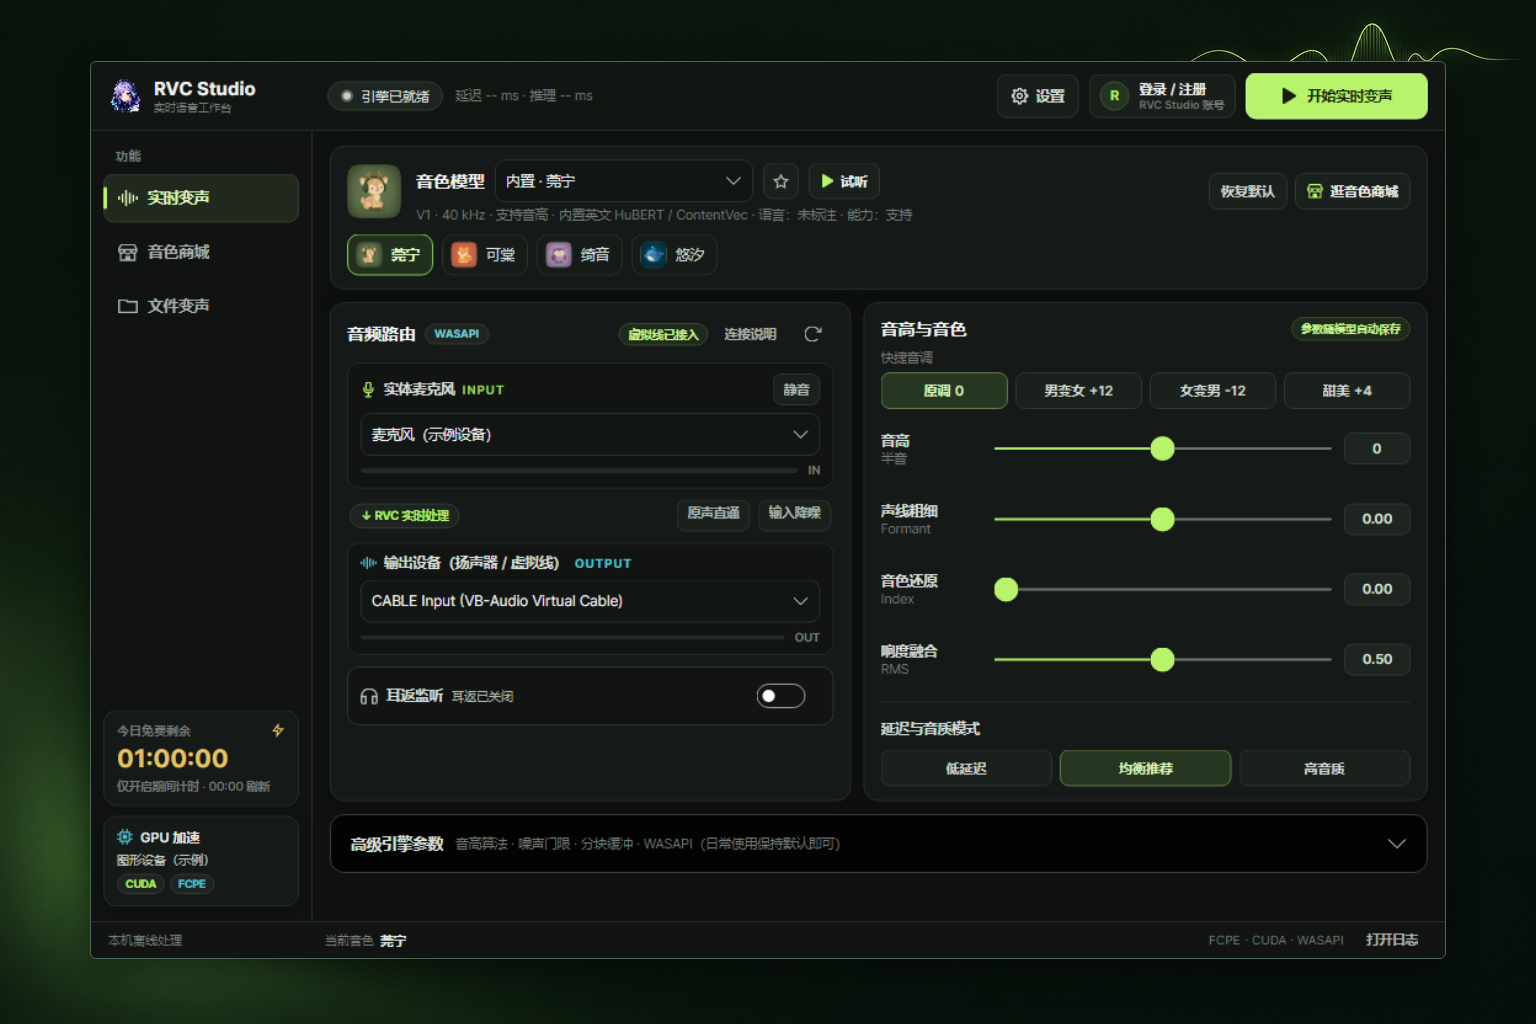 RVC Studio
实时语音工作台
引擎已就绪
延迟 -- ms · 推理 -- ms
设置
R
登录 / 注册
RVC Studio 账号
开始实时变声
功能
实时变声
音色商城
文件变声
音色模型
内置 · 莞宁
试听
恢复默认
逛音色商城
V1 · 40 kHz · 支持音高 · 内置英文 HuBERT / ContentVec · 语言：未标注 · 能力：支持
莞宁
可棠
绮音
悠汐
音频路由
WASAPI
虚拟线已接入
连接说明
实体麦克风 INPUT
静音
麦克风（示例设备）
IN
↓ RVC 实时处理
原声直通
输入降噪
输出设备（扬声器 / 虚拟线） OUTPUT
CABLE Input (VB-Audio Virtual Cable)
OUT
耳返监听 耳返已关闭
音高与音色
参数随模型自动保存
快捷音调
原调 0
男变女 +12
女变男 -12
甜美 +4
音高
半音
0
声线粗细
Formant
0.00
音色还原
Index
0.00
响度融合
RMS
0.50
延迟与音质模式
低延迟
均衡推荐
高音质
今日免费剩余
01:00:00
仅开启期间计时 · 00:00 刷新
GPU 加速
图形设备（示例）
CUDA
FCPE
高级引擎参数
音高算法 · 噪声门限 · 分块缓冲 · WASAPI（日常使用保持默认即可）
本机离线处理
当前音色 莞宁
FCPE · CUDA · WASAPI
打开日志